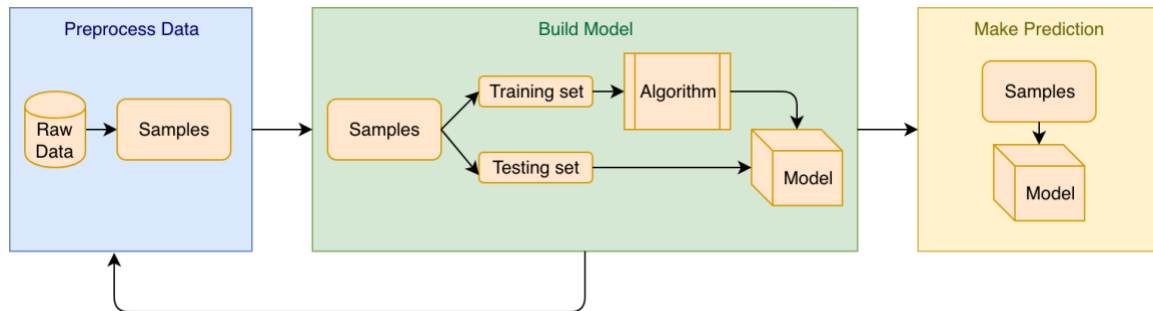 Preprocess Data
Raw
Data
Samples
Build Model
Samples
Training set
Algorithm
Testing set
Model
Make Prediction
Samples
Model